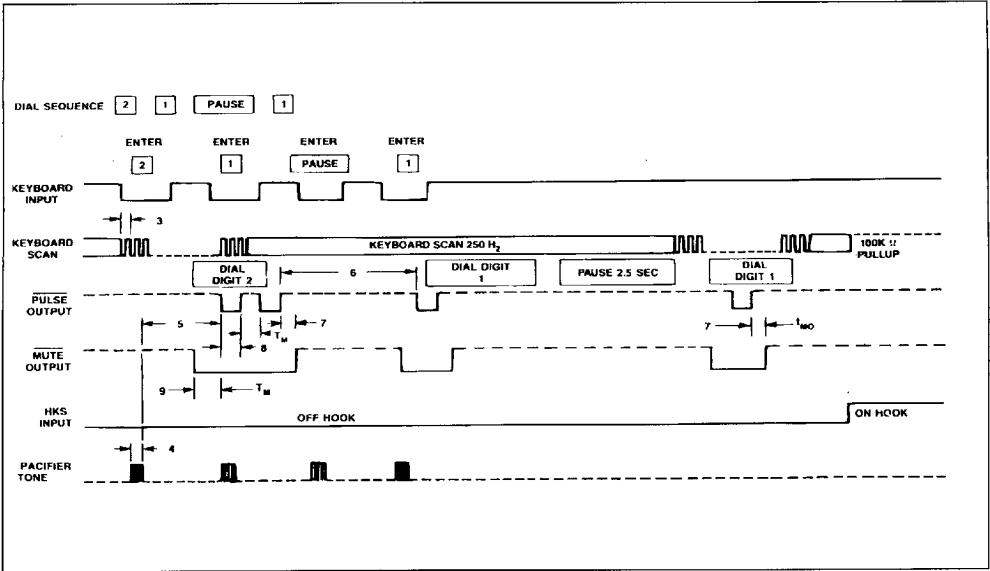 DIAL SEQUENCE 2 1 PAUSE 1
ENTER ENTER ENTER ENTER
2 1 PAUSE 1
KEYBOARD INPUT
3
KEYBOARD SCAN
KEYBOARD SCAN 250 Hz
100K Ω PULLUP
DIAL DIGIT 2
6
DIAL DIGIT 1
PAUSE 2.5 SEC
DIAL DIGIT 1
PULSE OUTPUT
5
TM
7
8
7
tMO
MUTE OUTPUT
9
TM
HKS INPUT
OFF HOOK
ON HOOK
4
PACIFIER TONE